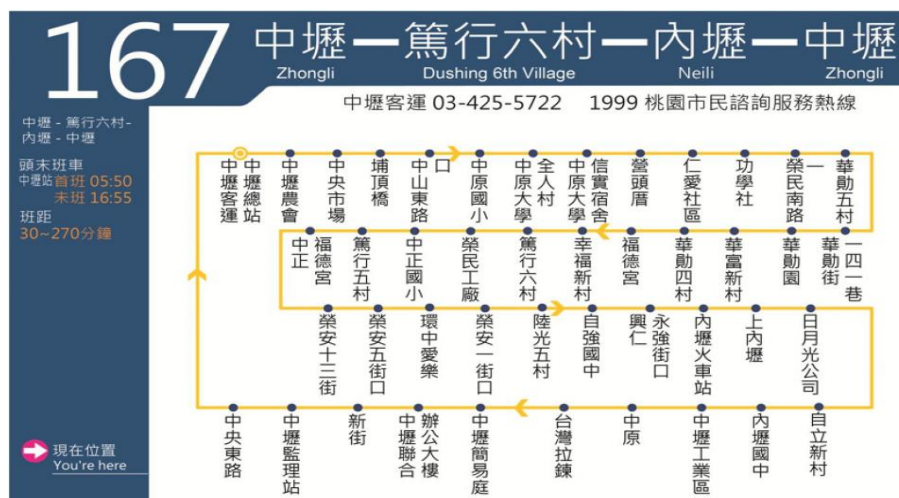 167
中壢—篤行六村—內壢—中壢
Zhongli Dushing 6th Village Neili Zhongli
中壢客運 03-425-5722 1999 桃園市民諮詢服務熱線
中壢 - 篤行六村-
內壢 - 中壢
頭末班車
中壢站 首班 05:50
末班 16:55
班距
30~270分鐘
中壢客運
中壢總站
中壢農會
中央市場
埔頂橋
中山東路
口
中原國小
中原大學
全人村
中原大學
信實宿舍
營頭厝
仁愛社區
功學社
榮民南路
一
華勛五村
中正
福德宮
篤行五村
中正國小
榮民工廠
篤行六村
幸福新村
福德宮
華勛四村
華富新村
華勛園
華勛街
一四一巷
榮安十三街
榮安五街口
環中愛樂
榮安一街口
陸光五村
自強國中
興仁
永強街口
內壢火車站
上內壢
日月光公司
中央東路
中壢監理站
新街
中壢聯合
辦公大樓
中壢簡易庭
台灣拉鍊
中原
中壢工業區
內壢國中
自立新村
現在位置
You're here